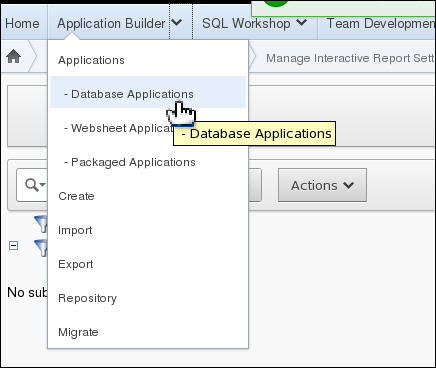 Home Application Builder SQL Workshop Team Developmen
Manage Interactive Report Sett
Applications
- Database Applications
- Websheet Applicat
- Database Applications
- Packaged Applications
Actions
Create
Import
Export
No sub
Repository
Migrate